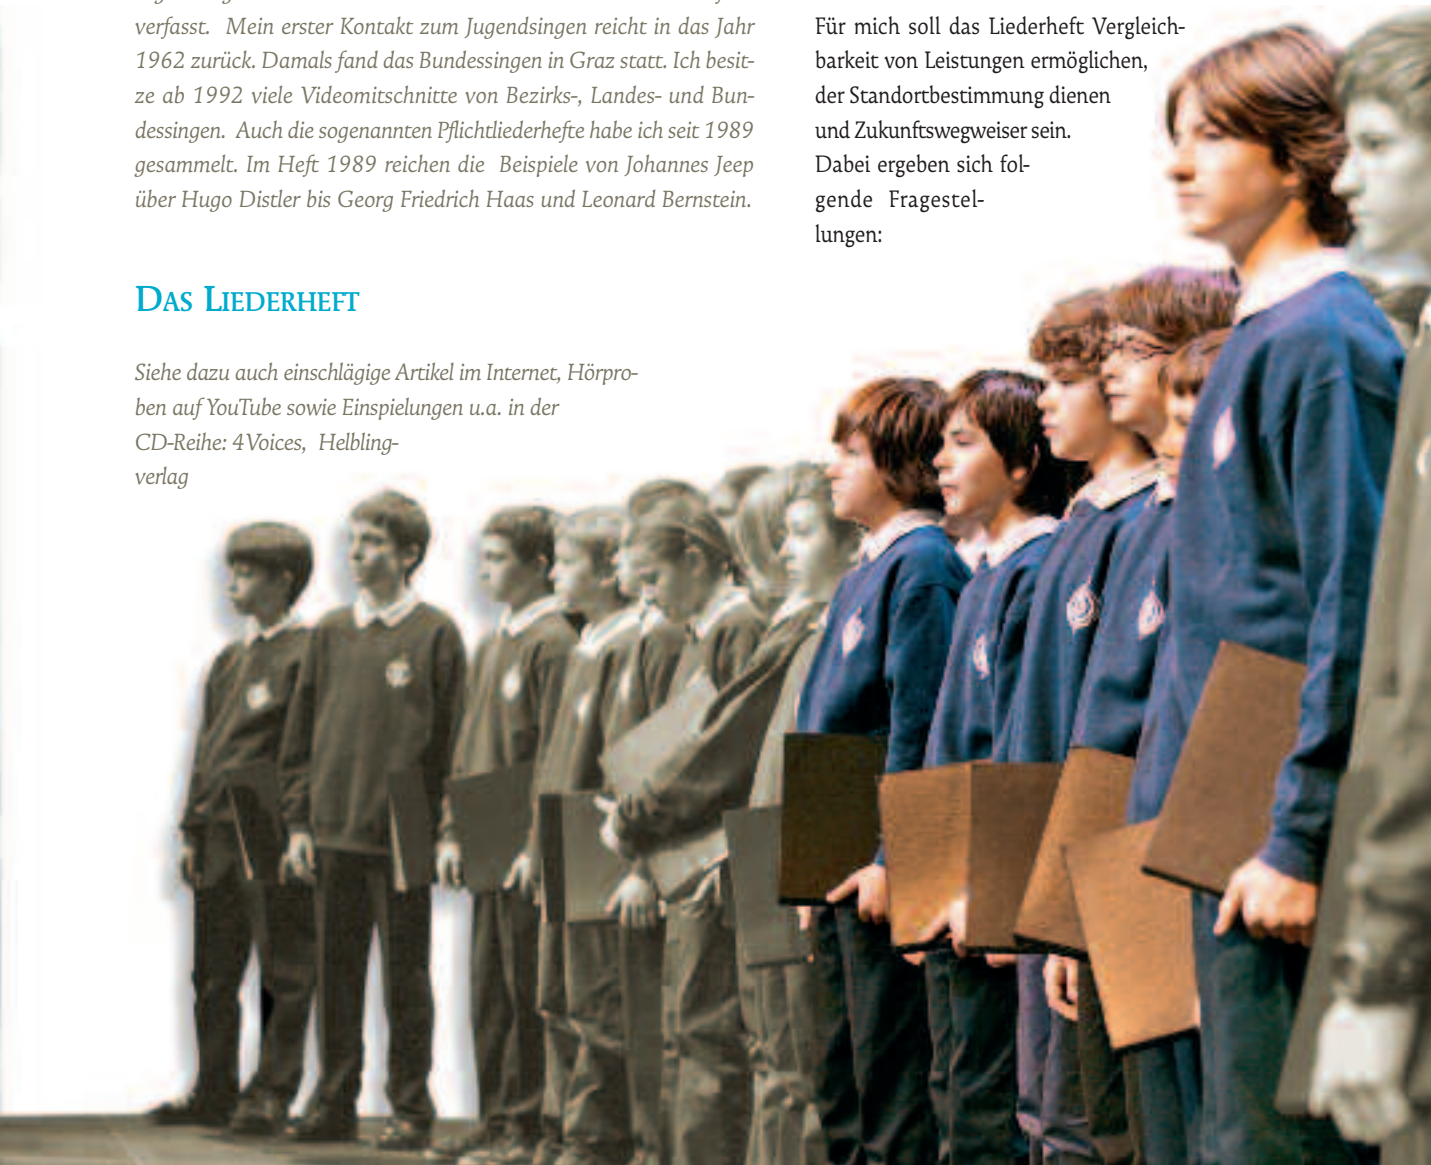 verfasst. Mein erster Kontakt zum Jugendsingen reicht in das Jahr
1962 zurück. Damals fand das Bundessingen in Graz statt. Ich besit-
ze ab 1992 viele Videomitschnitte von Bezirks-, Landes- und Bun-
dessingen. Auch die sogenannten Pflichtliederhefte habe ich seit 1989
gesammelt. Im Heft 1989 reichen die Beispiele von Johannes Jeep
über Hugo Distler bis Georg Friedrich Haas und Leonard Bernstein.
DAS LIEDERHEFT
Siehe dazu auch einschlägige Artikel im Internet, Hörpro-
ben auf YouTube sowie Einspielungen u.a. in der
CD-Reihe: 4Voices, Helbling-
verlag
Für mich soll das Liederheft Vergleich-
barkeit von Leistungen ermöglichen,
der Standortbestimmung dienen
und Zukunftswegweiser sein.
Dabei ergeben sich fol-
gende Fragestel-
lungen: